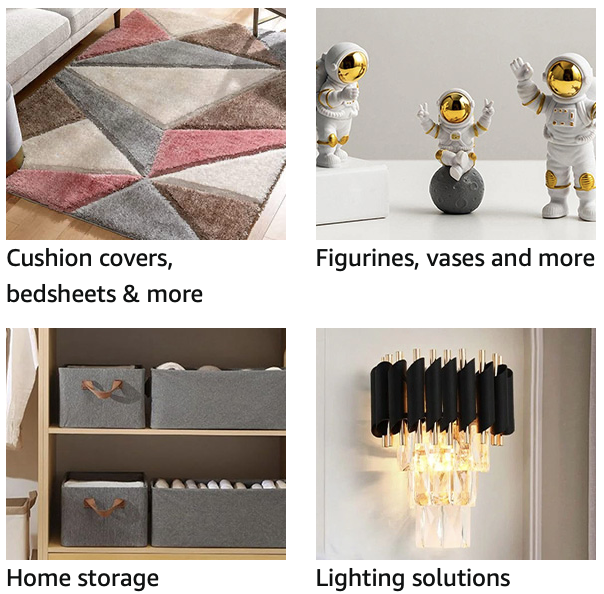 Cushion covers,
bedsheets & more
Figurines, vases and more
Home storage
Lighting solutions